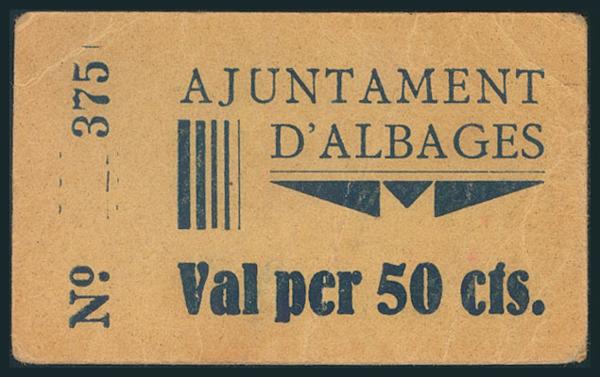 Nº 375
AJUNTAMENT
D'ALBAGES
Val per 50 cts.